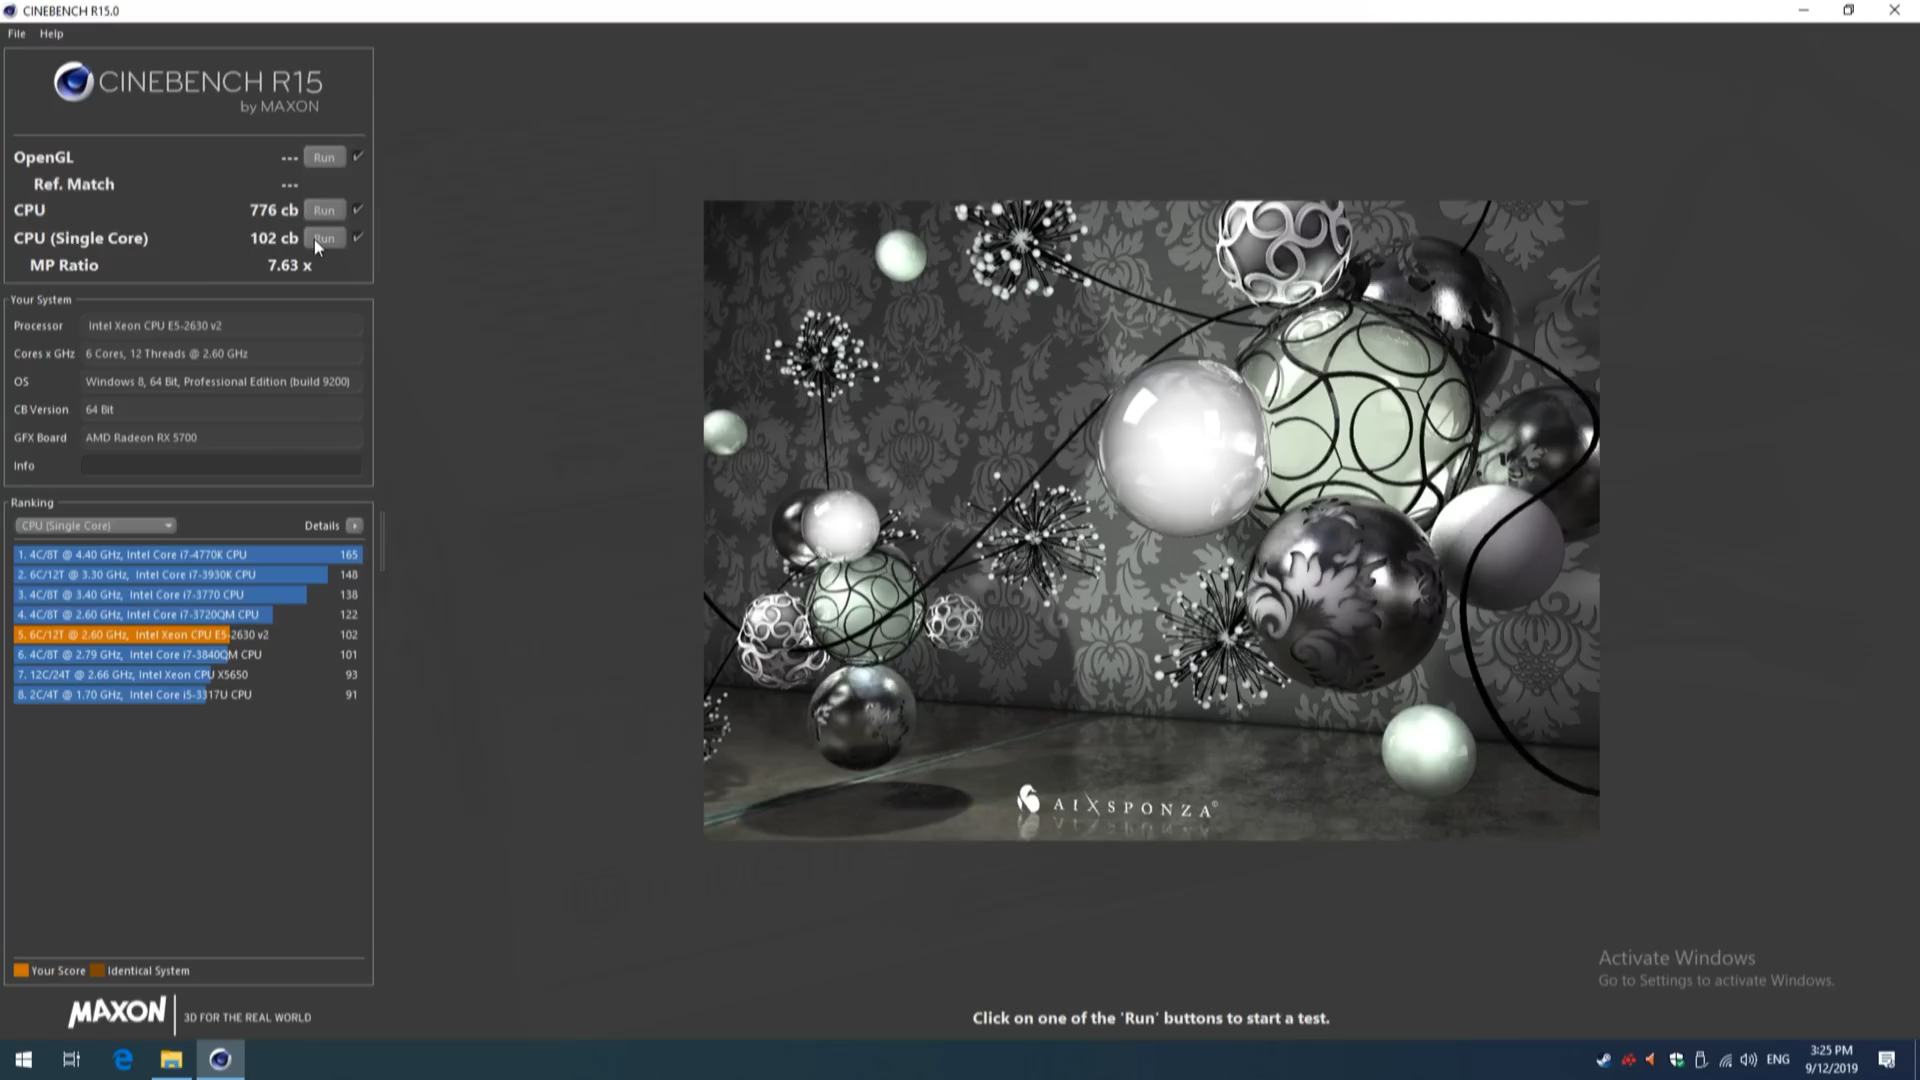 CINEBENCH R15.0
File Help
CINEBENCH R15
by MAXON
OpenGL --- Run
Ref. Match ---
CPU 776 cb Run
CPU (Single Core) 102 cb Run
MP Ratio 7.63 x
Your System
Processor Intel Xeon CPU E5-2630 v2
Cores x GHz 6 Cores, 12 Threads @ 2.60 GHz
OS Windows 8, 64 Bit, Professional Edition (build 9200)
CB Version 64 Bit
GFX Board AMD Radeon RX 5700
Info
Ranking
CPU (Single Core) Details
1. 4C/8T @ 4.40 GHz, Intel Core i7-4770K CPU 165
2. 6C/12T @ 3.30 GHz, Intel Core i7-3930K CPU 148
3. 4C/8T @ 3.40 GHz, Intel Core i7-3770 CPU 138
4. 4C/8T @ 2.60 GHz, Intel Core i7-3720QM CPU 122
5. 6C/12T @ 2.60 GHz, Intel Xeon CPU E5-2630 v2 102
6. 4C/8T @ 2.79 GHz, Intel Core i7-3840QM CPU 101
7. 12C/24T @ 2.66 GHz, Intel Xeon CPU X5650 93
8. 2C/4T @ 1.70 GHz, Intel Core i5-3317U CPU 91
Your Score Identical System
MAXON 3D FOR THE REAL WORLD
AIXSPONZA®
Activate Windows
Go to Settings to activate Windows.
Click on one of the 'Run' buttons to start a test.
ENG
3:25 PM
9/12/2019